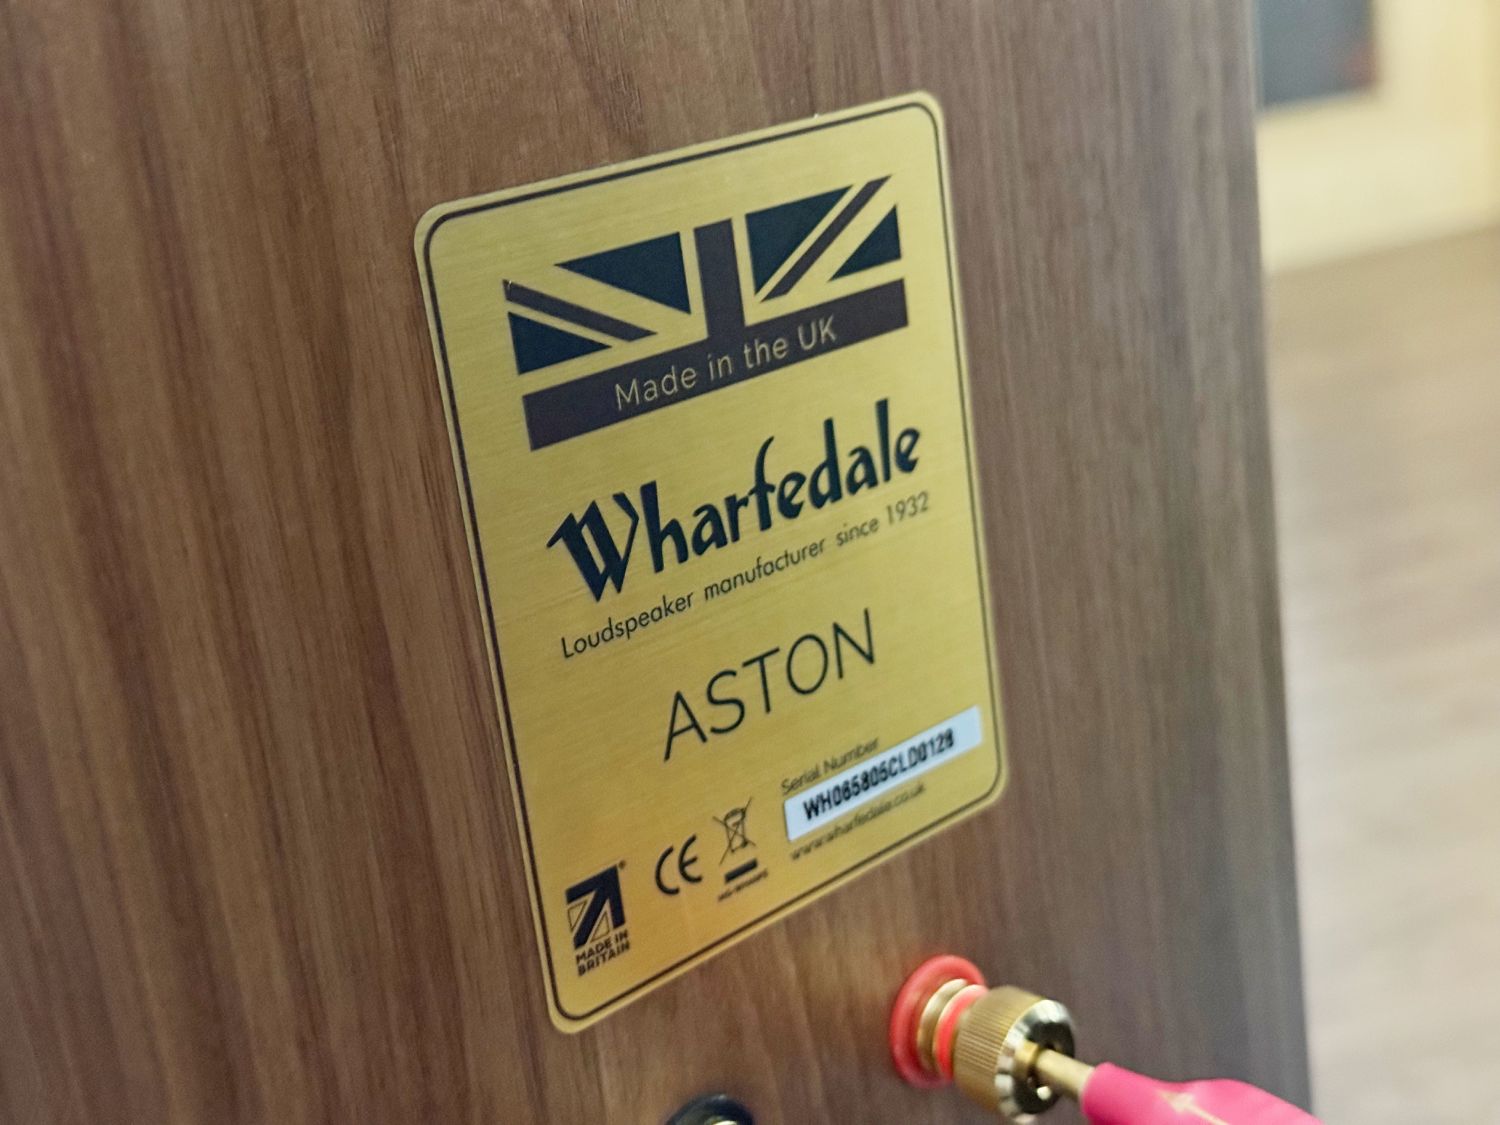 Made in the UK
Wharfedale
Loudspeaker manufacturer since 1932
ASTON
Serial Number
WH065805CLD0128
www.wharfedale.co.uk
CE
MADE IN
BRITAIN